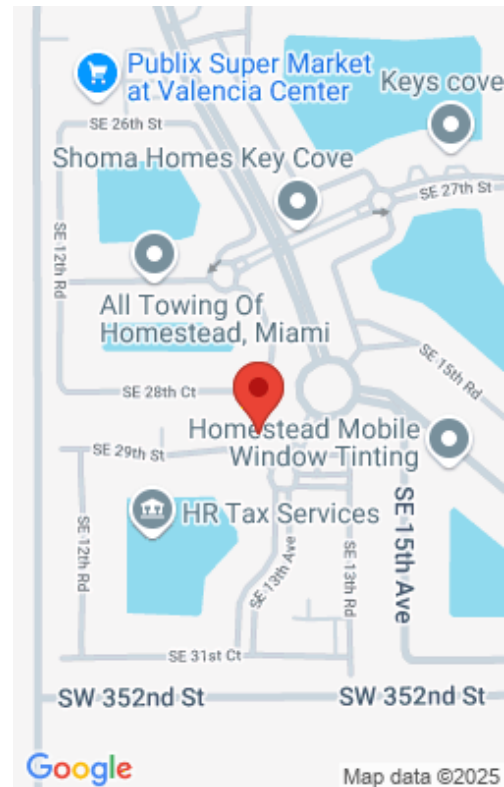 Publix Super Market
at Valencia Center
Keys cove
SE 26th St
Shoma Homes Key Cove
SE 27th St
SE 12th Rd
All Towing Of
Homestead, Miami
SE 15th Rd
SE 28th Ct
Homestead Mobile
Window Tinting
SE 29th St
SE 15th Ave
HR Tax Services
SE 12th Rd
SE 13th Ave
SE 13th Rd
SE 31st Ct
SW 352nd St
SW 352nd St
Google
Map data ©2025